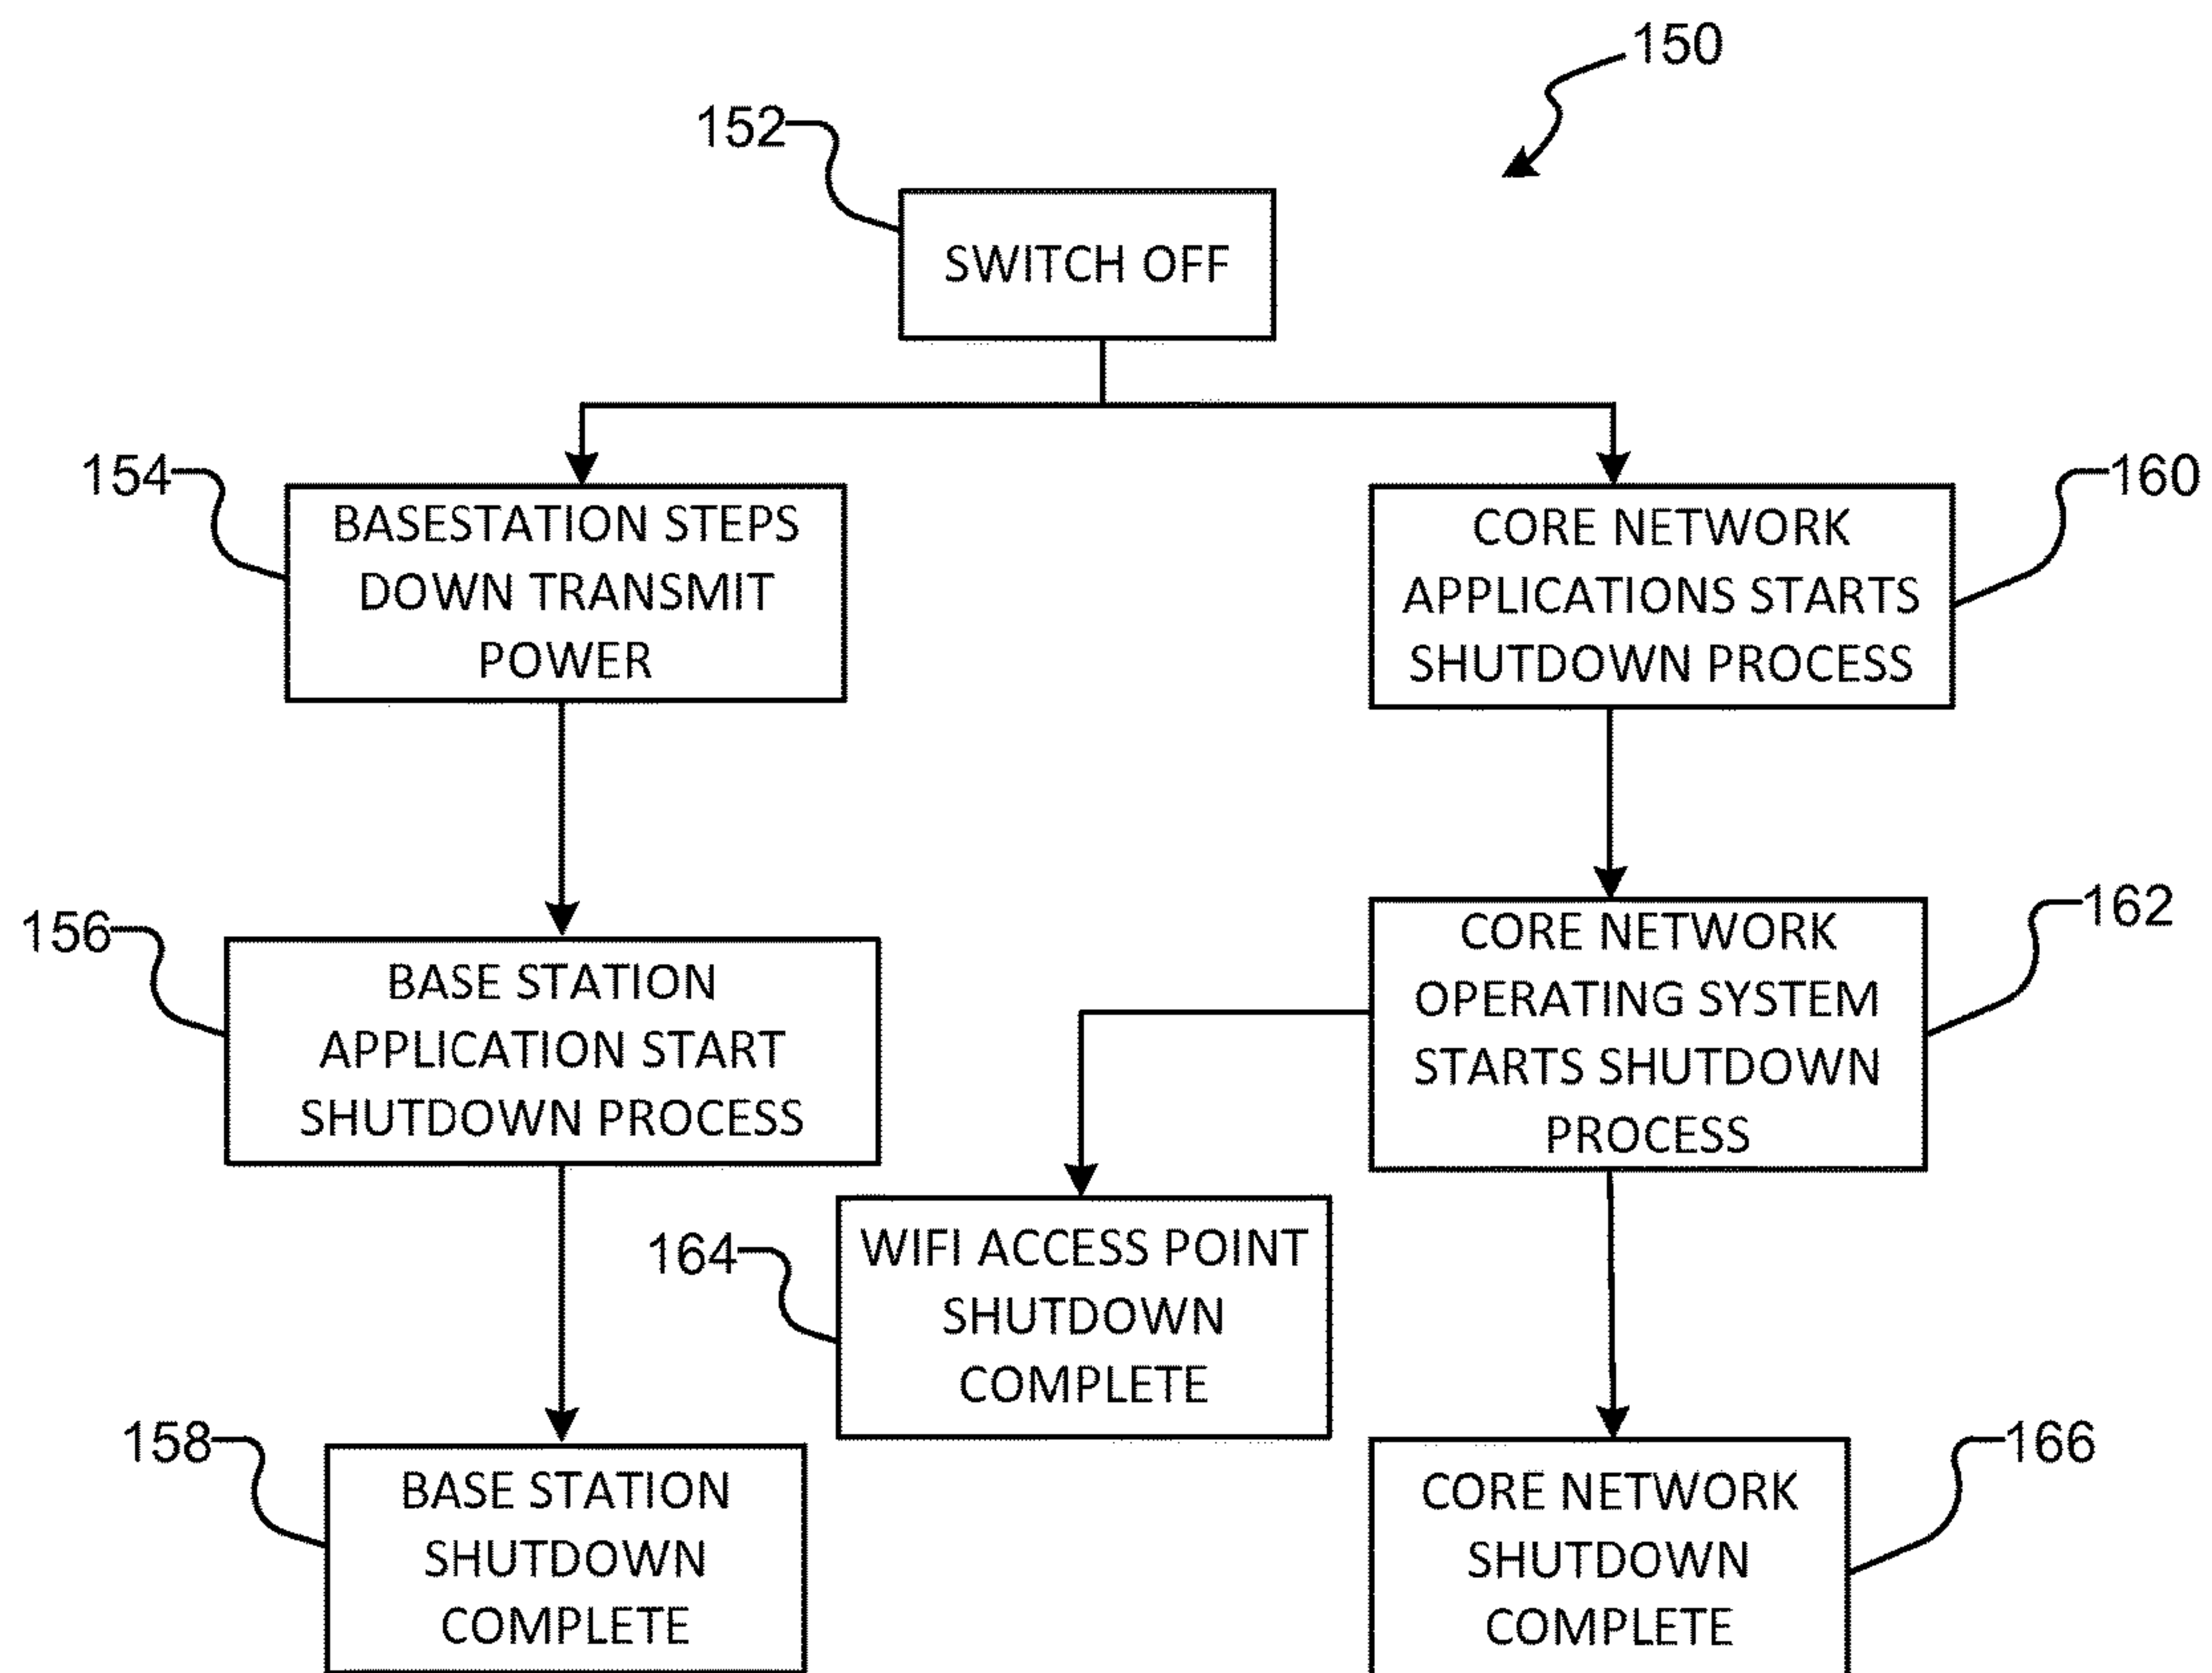 150
152
SWITCH OFF
154
BASESTATION STEPS
DOWN TRANSMIT
POWER
160
CORE NETWORK
APPLICATIONS STARTS
SHUTDOWN PROCESS
156
BASE STATION
APPLICATION START
SHUTDOWN PROCESS
162
CORE NETWORK
OPERATING SYSTEM
STARTS SHUTDOWN
PROCESS
164
WIFI ACCESS POINT
SHUTDOWN
COMPLETE
158
BASE STATION
SHUTDOWN
COMPLETE
166
CORE NETWORK
SHUTDOWN
COMPLETE